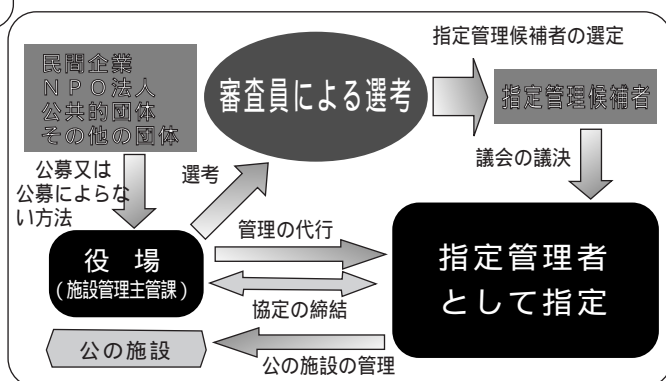 民間企業
ＮＰＯ法人
公共的団体
その他の団体
審査員による選考
指定管理候補者の選定
指定管理候補者
公募又は
公募によらな
い方法
選考
議会の議決
役　場
(施設管理主管課)
管理の代行
協定の締結
指定管理者
として指定
公の施設
公の施設の管理